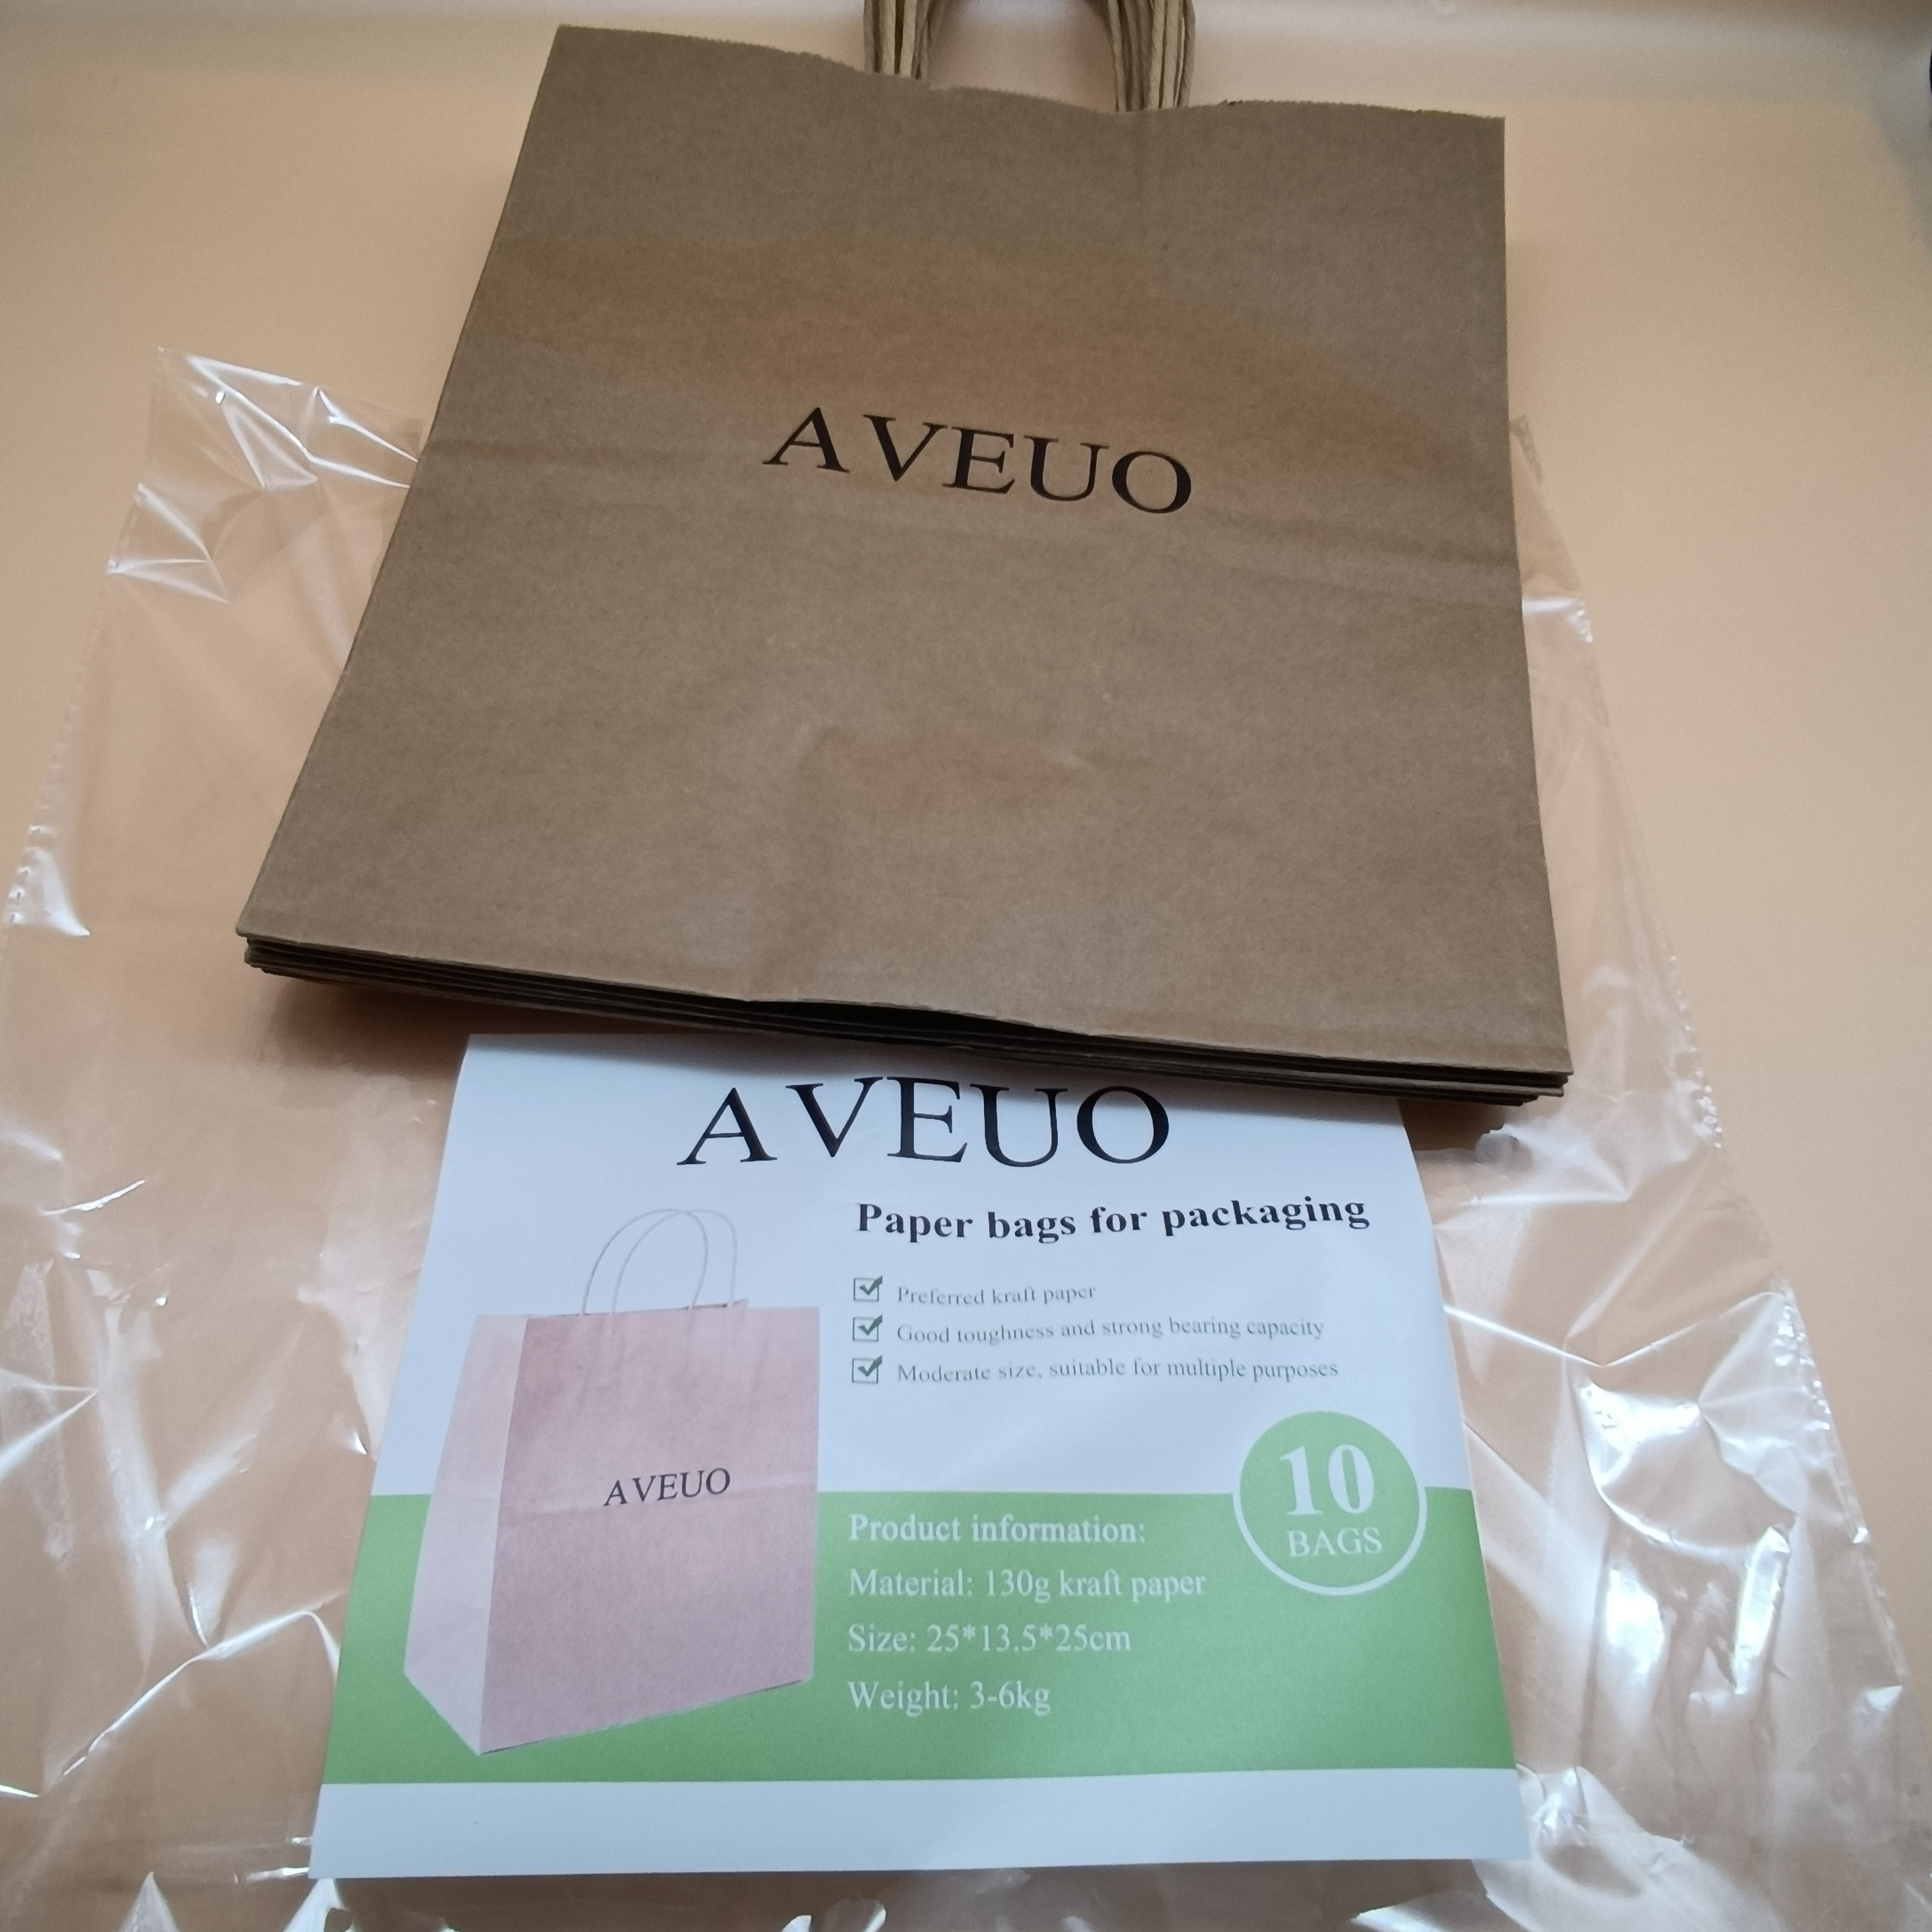 AVEUO
AVEUO
Paper bags for packaging
Preferred kraft paper
Good toughness and strong bearing capacity
Moderate size, suitable for multiple purposes
AVEUO
10
BAGS
Product information:
Material: 130g kraft paper
Size: 25*13.5*25cm
Weight: 3-6kg